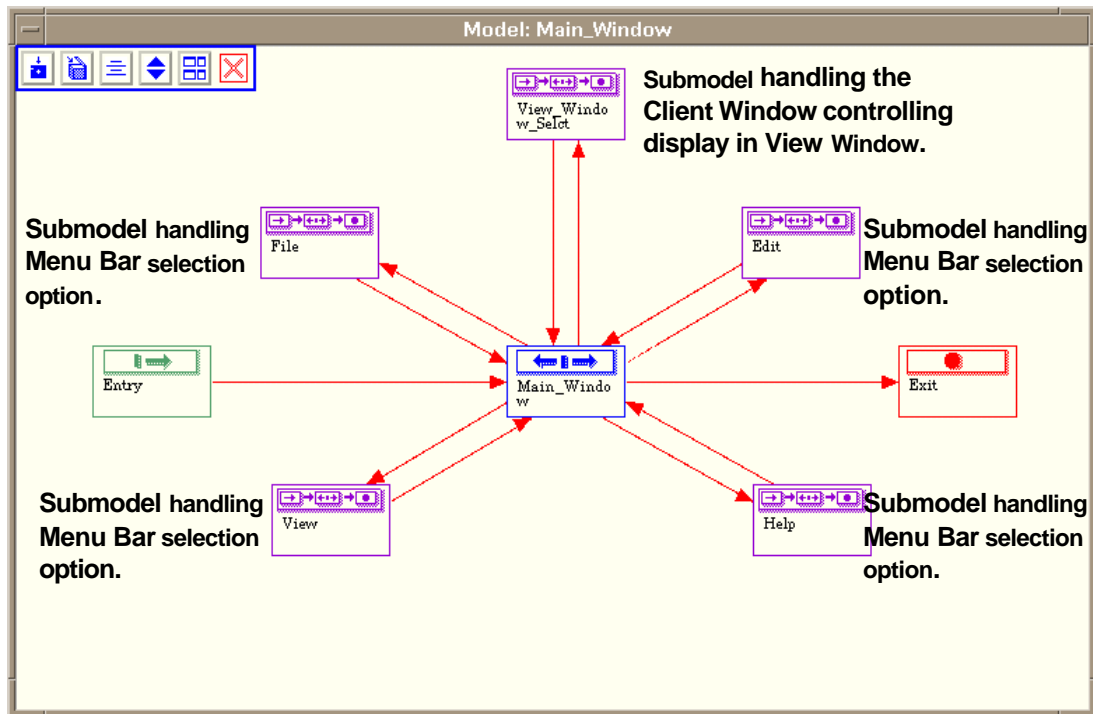 Model: Main_Window
View_Windo
w_Selct
Submodel handling the
Client Window controlling
display in View Window.
Submodel handling
Menu Bar selection
option.
File
Edit
Submodel handling
Menu Bar selection
option.
Entry
Main_Windo
w
Exit
Submodel handling
Menu Bar selection
option.
View
Help
Submodel handling
Menu Bar selection
option.